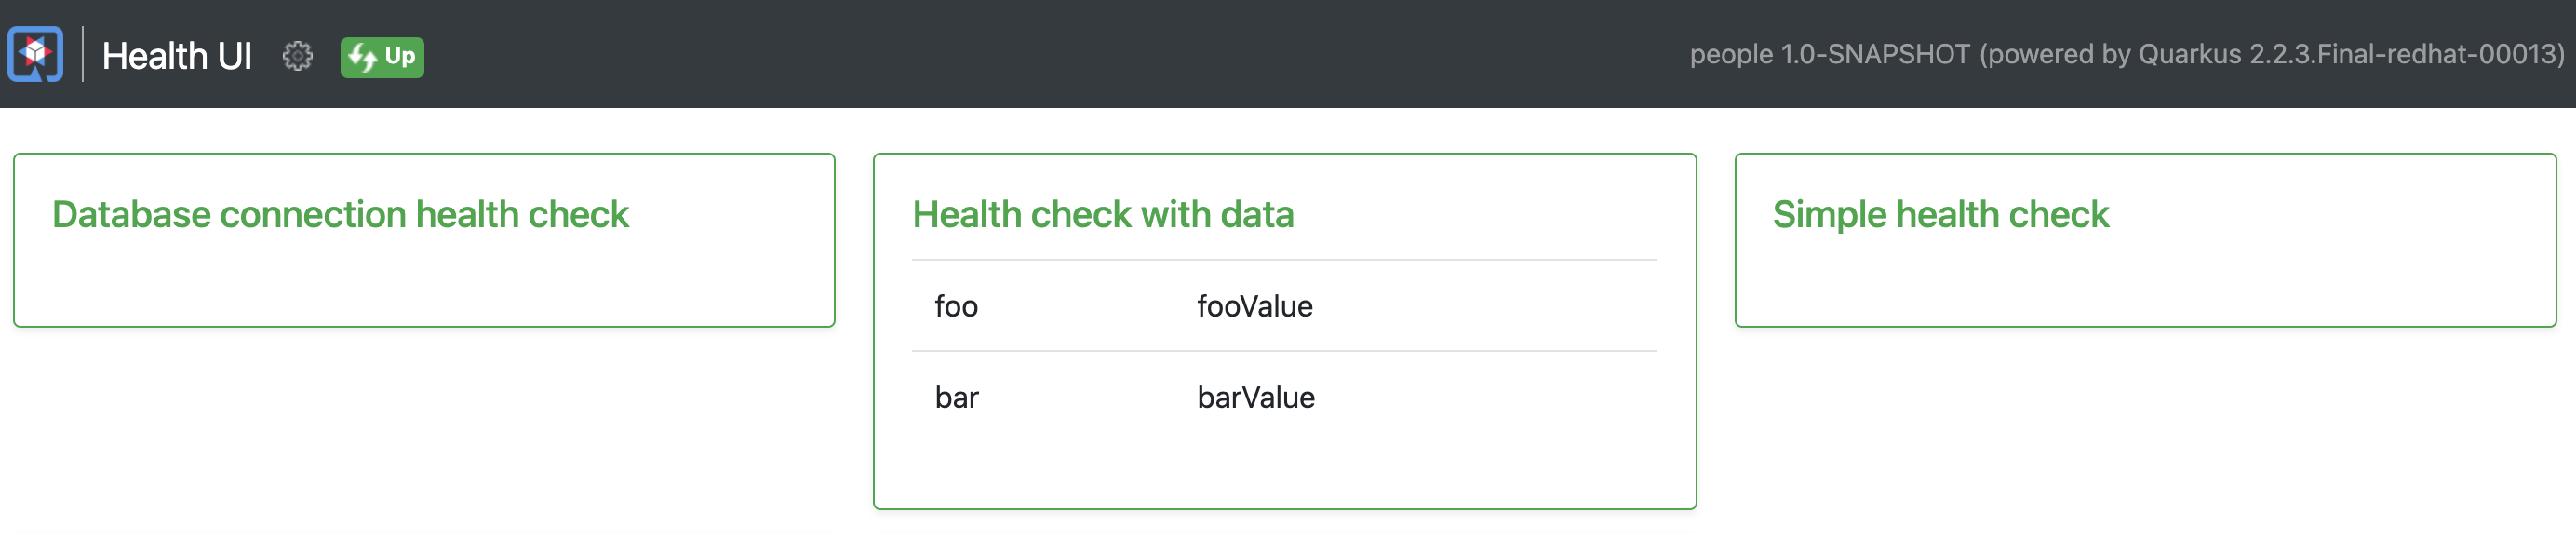 Health UI
Up
people 1.0-SNAPSHOT (powered by Quarkus 2.2.3.Final-redhat-00013)
Database connection health check
Health check with data
foo fooValue
bar barValue
Simple health check